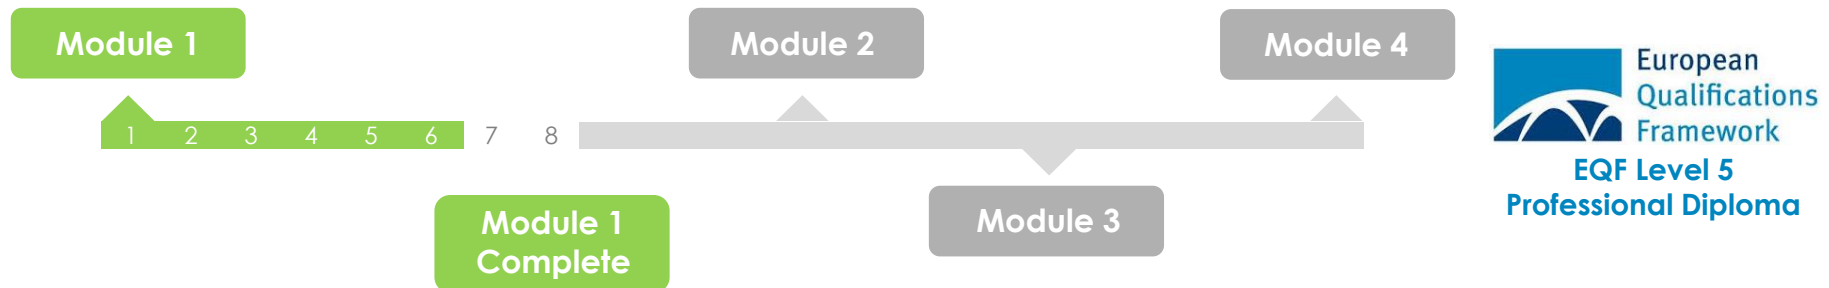 Module 1
Module 2
Module 4
1 2 3 4 5 6 7 8
Module 1
Complete
Module 3
European
Qualifications
Framework
EQF Level 5
Professional Diploma